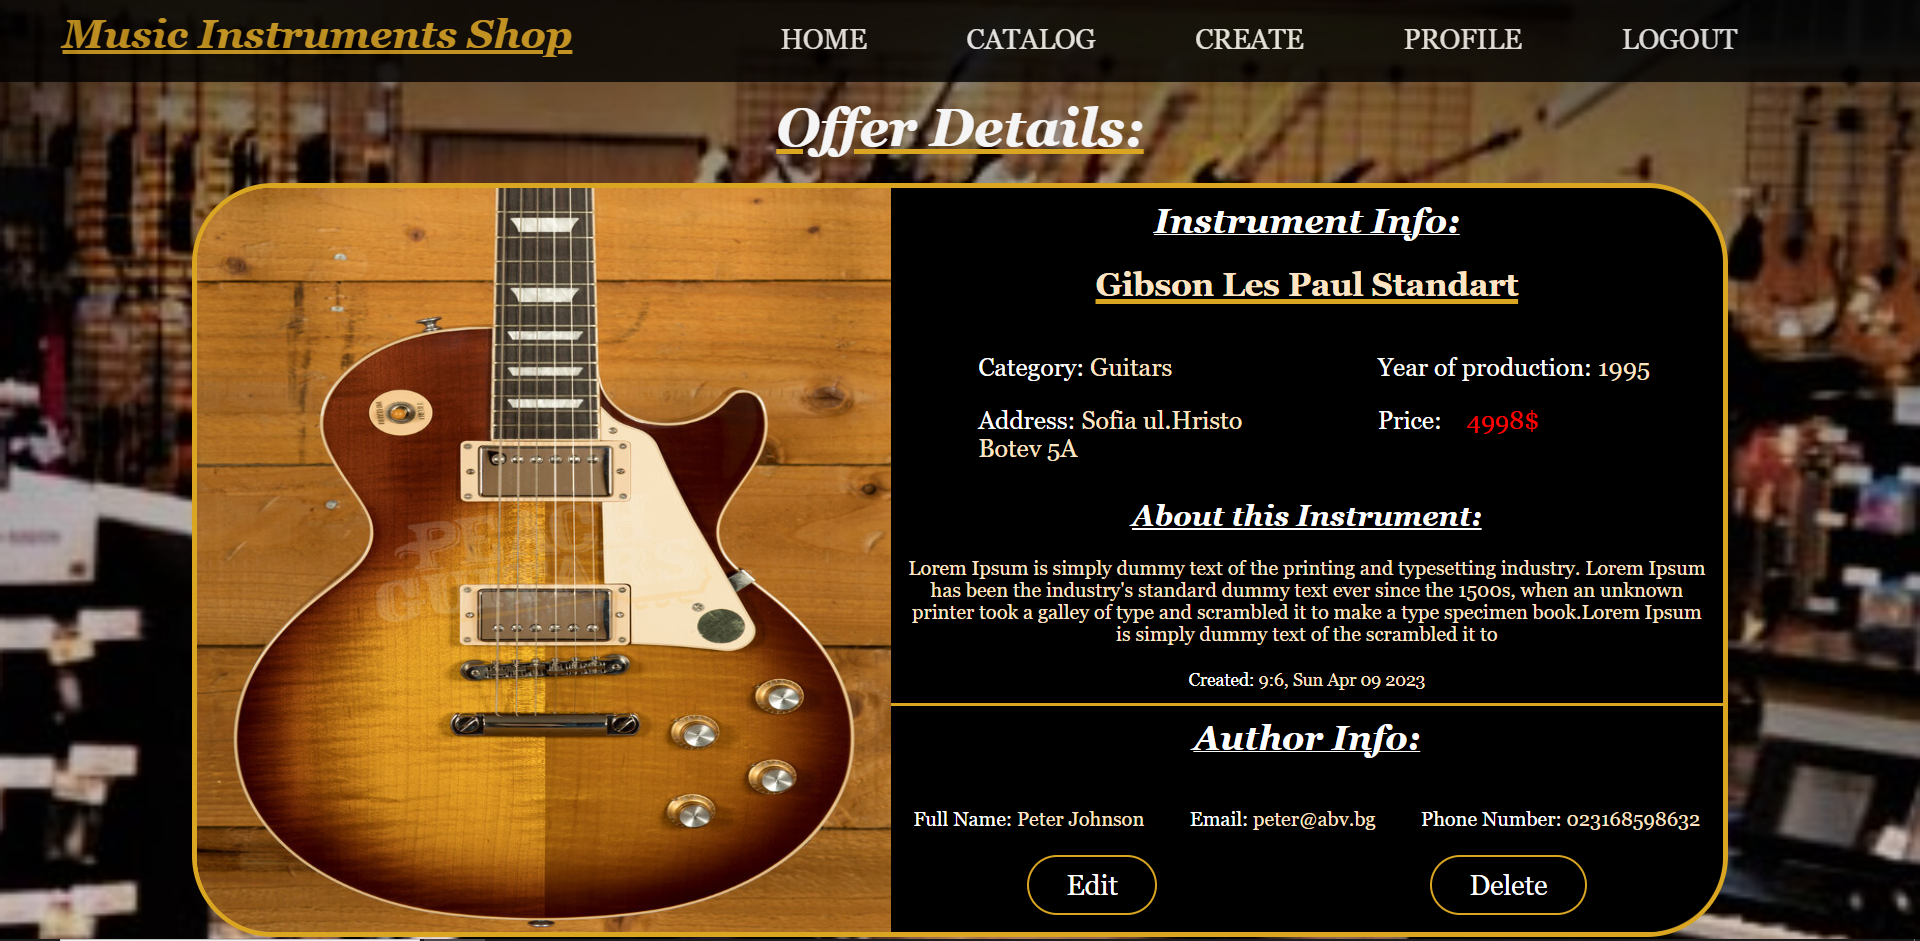 Music Instruments Shop
HOME CATALOG CREATE PROFILE LOGOUT
Offer Details:
Instrument Info:
Gibson Les Paul Standart
Category: Guitars
Year of production: 1995
Address: Sofia ul.Hristo
Botev 5A
Price: 4998$
About this Instrument:
Lorem Ipsum is simply dummy text of the printing and typesetting industry. Lorem Ipsum
has been the industry's standard dummy text ever since the 1500s, when an unknown
printer took a galley of type and scrambled it to make a type specimen book.Lorem Ipsum
is simply dummy text of the scrambled it to
Created: 9:6, Sun Apr 09 2023
Author Info:
Full Name: Peter Johnson
Email: peter@abv.bg
Phone Number: 023168598632
Edit
Delete
PEACH
GUITARS